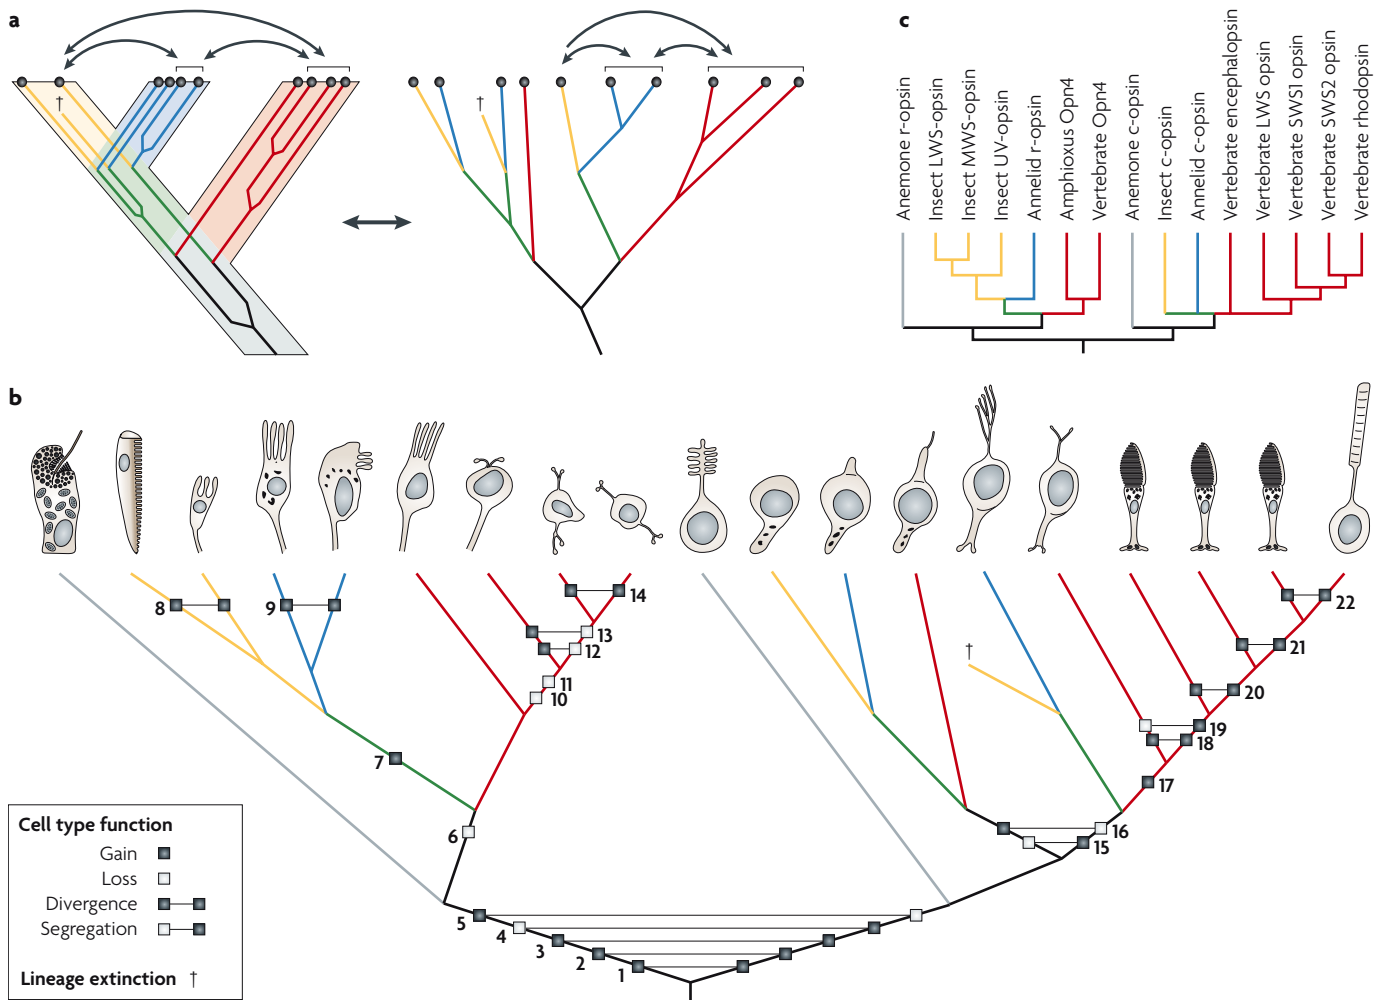 a
†
†
c
Anemone r-opsin
Insect LWS-opsin
Insect MWS-opsin
Insect UV-opsin
Annelid r-opsin
Amphioxus Opn4
Vertebrate Opn4
Anemone c-opsin
Insect c-opsin
Annelid c-opsin
Vertebrate encephalopsin
Vertebrate LWS opsin
Vertebrate SWS1 opsin
Vertebrate SWS2 opsin
Vertebrate rhodopsin
b
8
9
14
13
12
11
10
7
6
5
4
3
2
1
†
22
21
20
19
18
17
16
15
Cell type function
Gain
Loss
Divergence
Segregation
Lineage extinction †